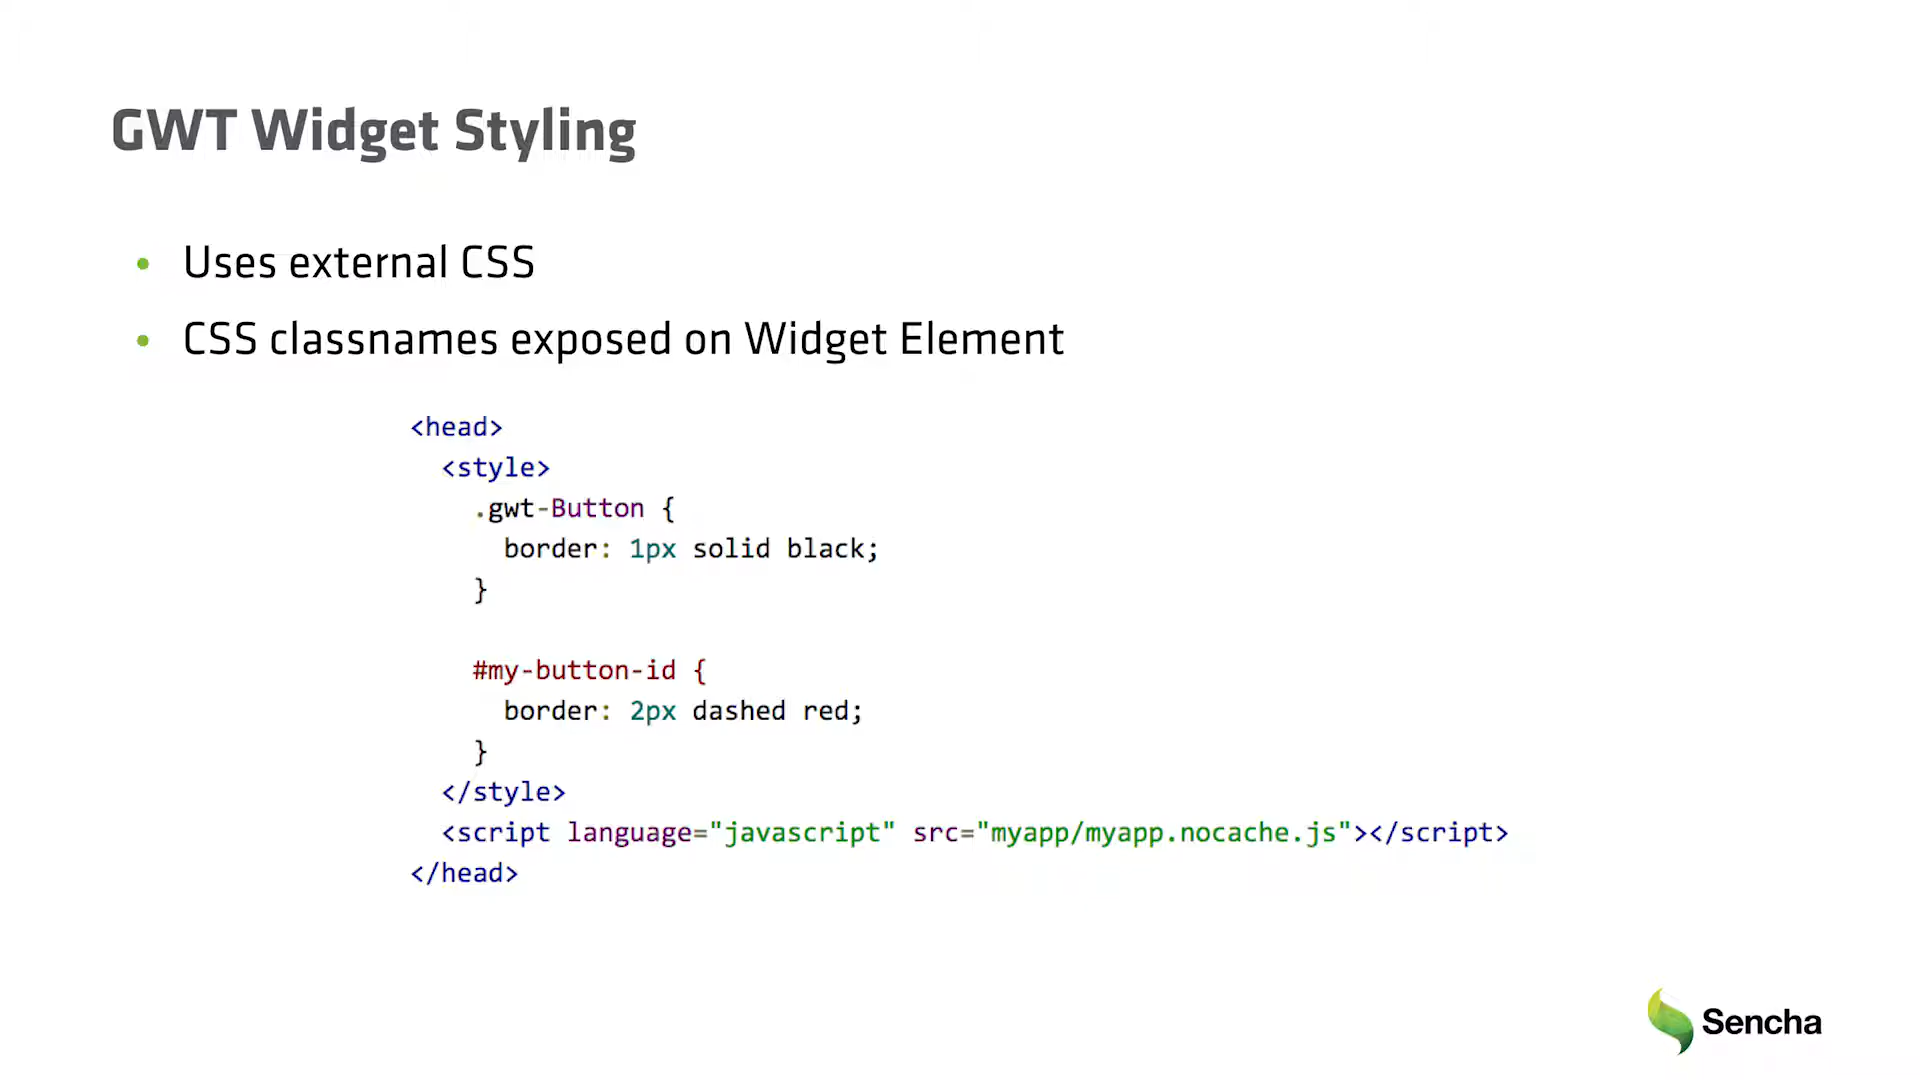 GWT Widget Styling
• Uses external CSS
• CSS classnames exposed on Widget Element
<head>
  <style>
    .gwt-Button {
      border: 1px solid black;
    }

    #my-button-id {
      border: 2px dashed red;
    }
  </style>
  <script language="javascript" src="myapp/myapp.nocache.js"></script>
</head>
Sencha